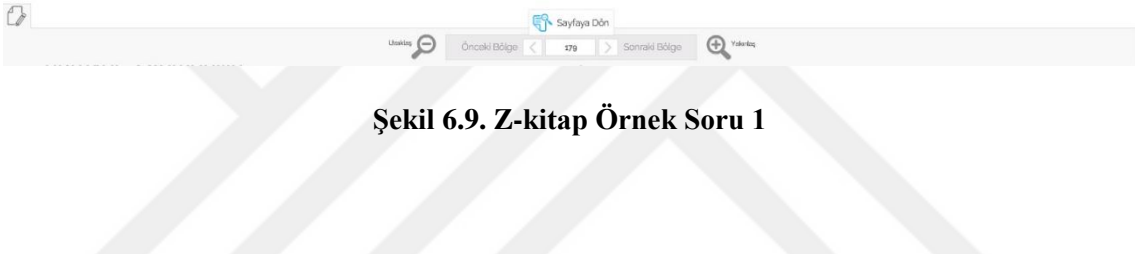 Sayfaya Dön
Uzaklaş Önceki Bölge < 179 > Sonraki Bölge Yakınlaş
Şekil 6.9. Z-kitap Örnek Soru 1